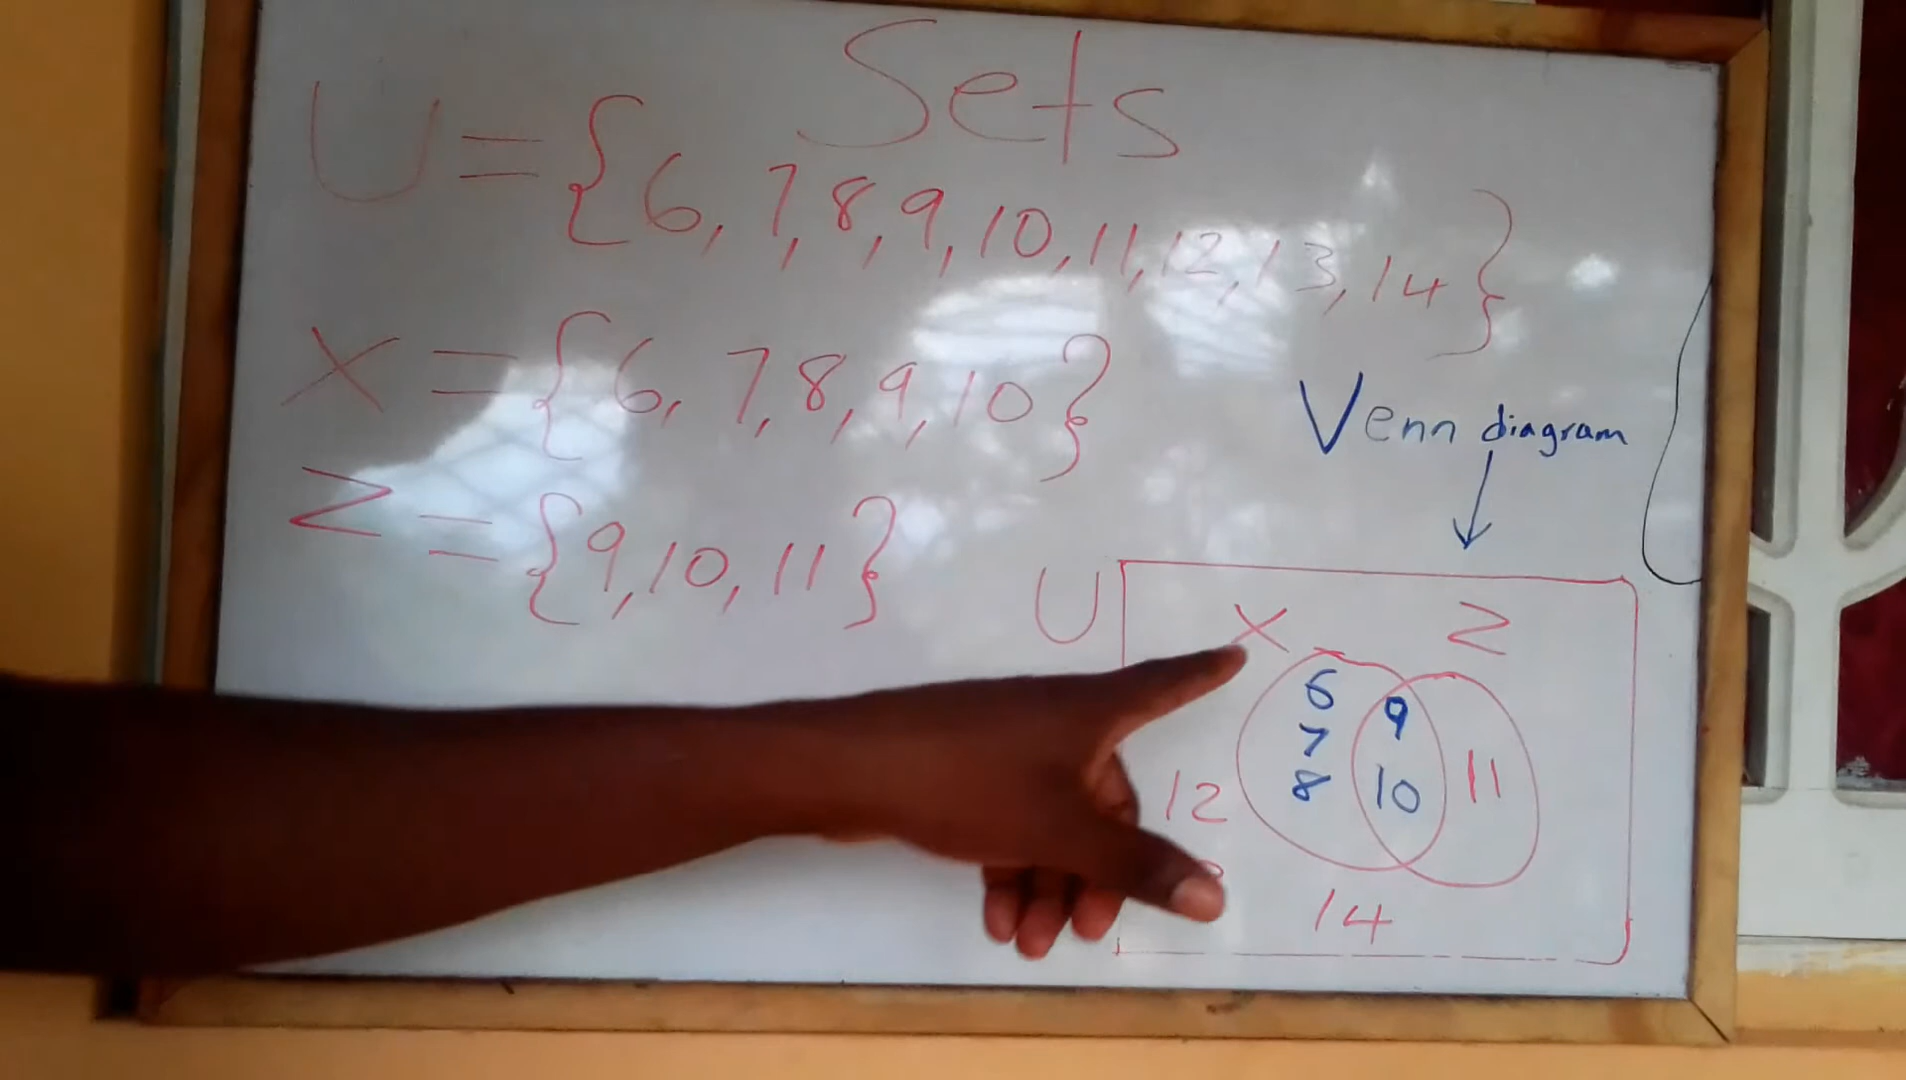 Sets
U = {6, 7, 8, 9, 10, 11, 12, 13, 14}
X = {6, 7, 8, 9, 10}
Z = {9, 10, 11}
Venn diagram
U
X Z
6 9
7
8 10 11
12
14